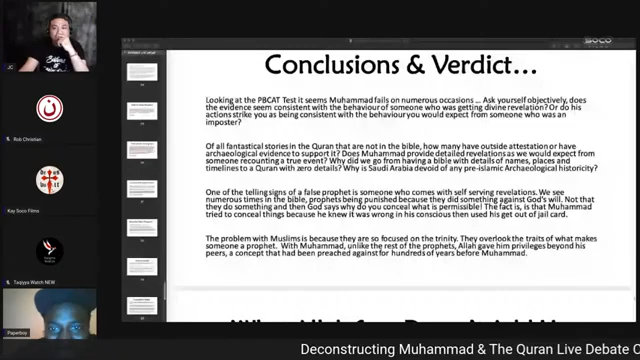 JC
Rob Christian
Kay Soco Films
Taqiyya Watch NEW
Paperboy
SOCO
FILMS
Conclusions & Verdict...
Looking at the PBCAT Test it seems Muhammad fails on numerous occasions ... Ask yourself objectively, does
the evidence seem consistent with the behaviour of someone who was getting divine revelation? Or do his
actions strike you as being consistent with the behaviour you would expect from someone who was an
imposter?
Of all fantastical stories in the Quran that are not in the bible, how many have outside attestation or have
archaeological evidence to support it? Does Muhammad provide detailed revelations as we would expect from
someone recounting a true event? Why did we go from having a bible with details of names, places and
timelines to a Quran with zero details? Why is Saudi Arabia devoid of any pre-islamic Archaeological historicity?
One of the telling signs of a false prophet is someone who comes with self serving revelations. We see
numerous times in the bible, prophets being punished because they did something against God's will. Not that
they do something and then God says why do you conceal what is permissible! The fact is, is that Muhammad
tried to conceal things because he knew it was wrong in his conscious then used his get out of jail card.
The problem with Muslims is because they are so focused on the trinity. They overlook the traits of what makes
someone a prophet. With Muhammad, unlike the rest of the prophets, Allah gave him privileges beyond his
peers, a concept that had been preached against for hundreds of years before Muhammad.
Deconstructing Muhammad & The Quran Live Debate C